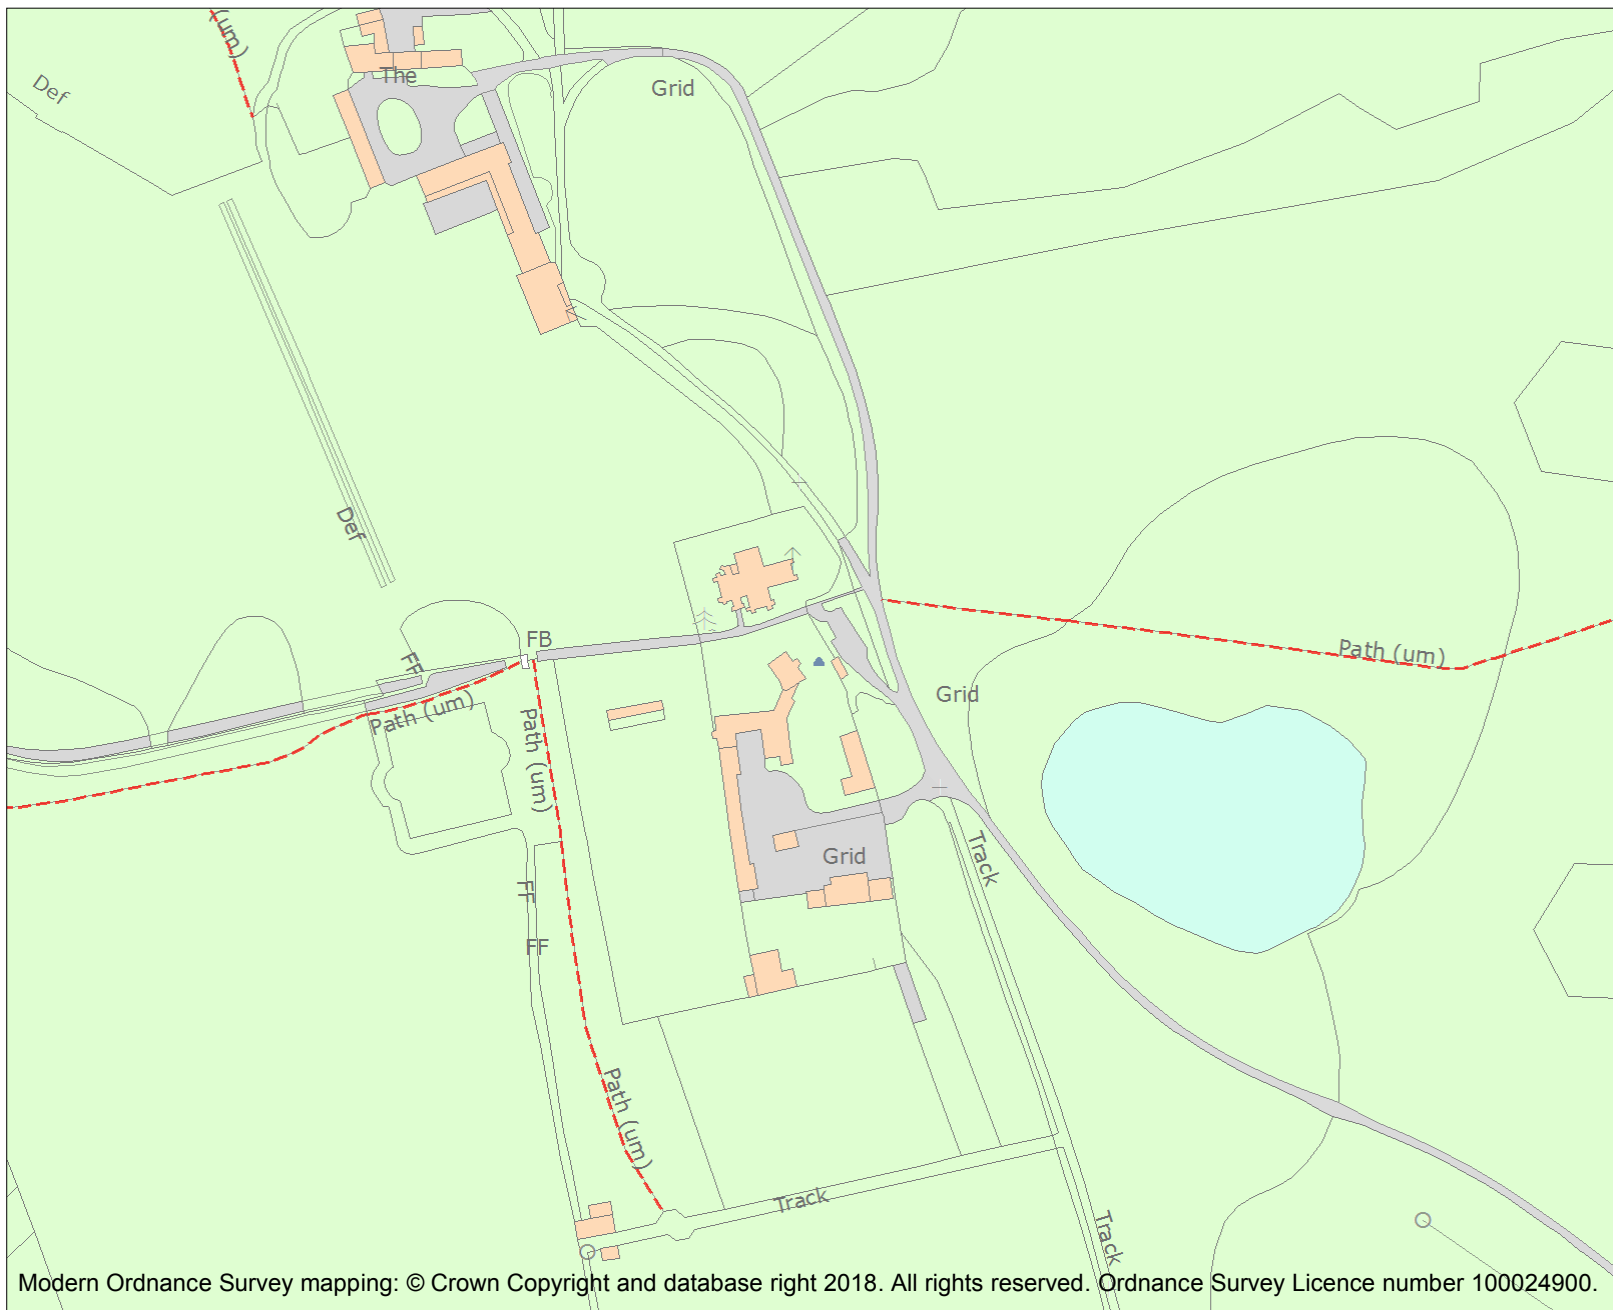 (um)
Def
The
Grid
Def
FB
FF
Path (um)
Path (um)
Path (um)
Grid
Grid
Track
FF
FF
Path (um)
Track
Track
Modern Ordnance Survey mapping: © Crown Copyright and database right 2018. All rights reserved. Ordnance Survey Licence number 100024900.